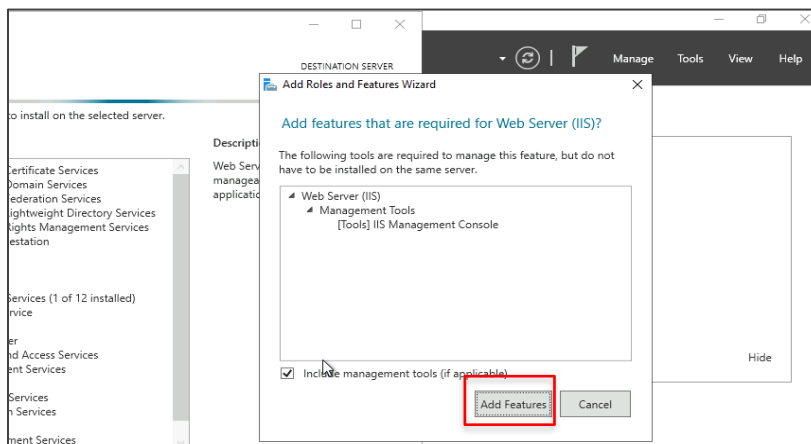 DESTINATION SERVER
Manage Tools View Help
Add Roles and Features Wizard
to install on the selected server.
Add features that are required for Web Server (IIS)?
The following tools are required to manage this feature, but do not
have to be installed on the same server.
Web Server (IIS)
Management Tools
[Tools] IIS Management Console
Include management tools (if applicable)
Add Features
Cancel
Descripti
Web Serv
managea
applicatio
Certificate Services
Domain Services
Federation Services
Lightweight Directory Services
Rights Management Services
estation
Services (1 of 12 installed)
rvice
er
nd Access Services
ent Services
Services
n Services
ment Services
Hide